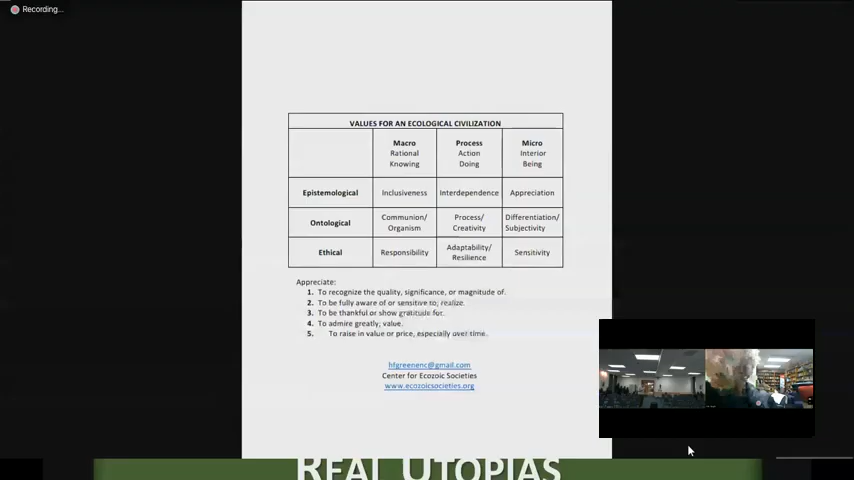 Recording...
VALUES FOR AN ECOLOGICAL CIVILIZATION
Macro Process Micro
Rational Action Interior
Knowing Doing Being
Epistemological Inclusiveness Interdependence Appreciation
Ontological Communion/ Organism Process/ Creativity Differentiation/ Subjectivity
Ethical Responsibility Adaptability/ Resilience Sensitivity
Appreciate:
1. To recognize the quality, significance, or magnitude of.
2. To be fully aware of or sensitive to; realize.
3. To be thankful or show gratitude for.
4. To admire greatly; value.
5. To raise in value or price, especially over time.
hfgreenenc@gmail.com
Center for Ecozoic Societies
www.ecozoicsocieties.org
REAL UTOPIAS